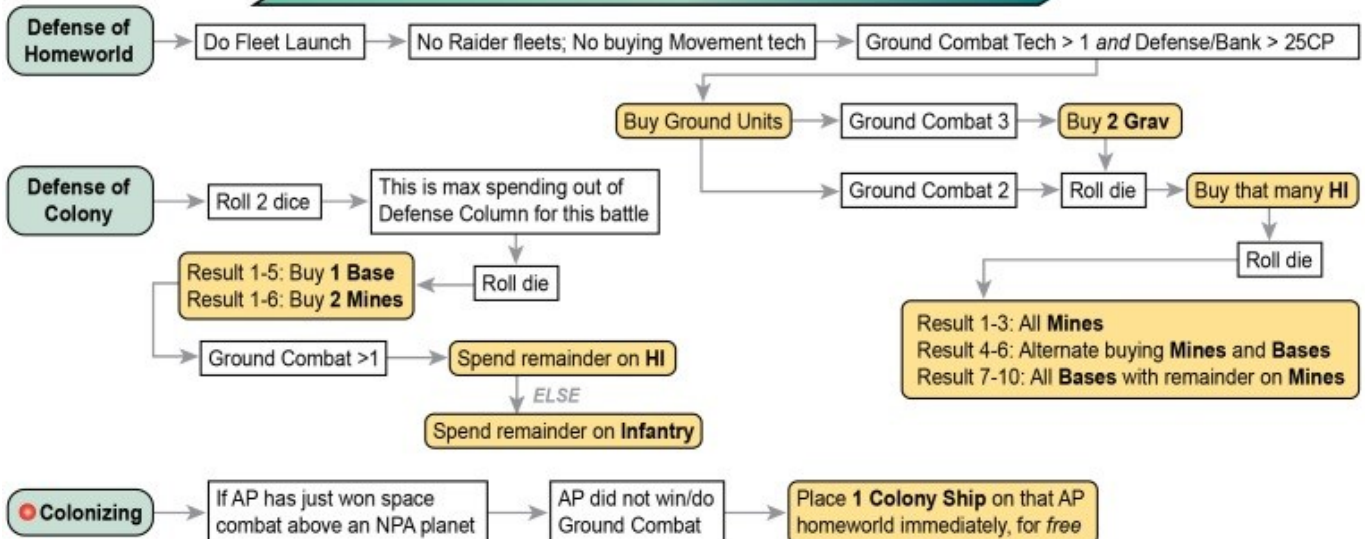 Defense of
Homeworld
Do Fleet Launch
No Raider fleets; No buying Movement tech
Ground Combat Tech > 1 and Defense/Bank > 25CP
Buy Ground Units
Ground Combat 3
Buy 2 Grav
Ground Combat 2
Roll die
Buy that many HI
Roll die
Result 1-3: All Mines
Result 4-6: Alternate buying Mines and Bases
Result 7-10: All Bases with remainder on Mines
Defense of
Colony
Roll 2 dice
This is max spending out of
Defense Column for this battle
Roll die
Result 1-5: Buy 1 Base
Result 1-6: Buy 2 Mines
Ground Combat >1
Spend remainder on HI
ELSE
Spend remainder on Infantry
Colonizing
If AP has just won space
combat above an NPA planet
AP did not win/do
Ground Combat
Place 1 Colony Ship on that AP
homeworld immediately, for free